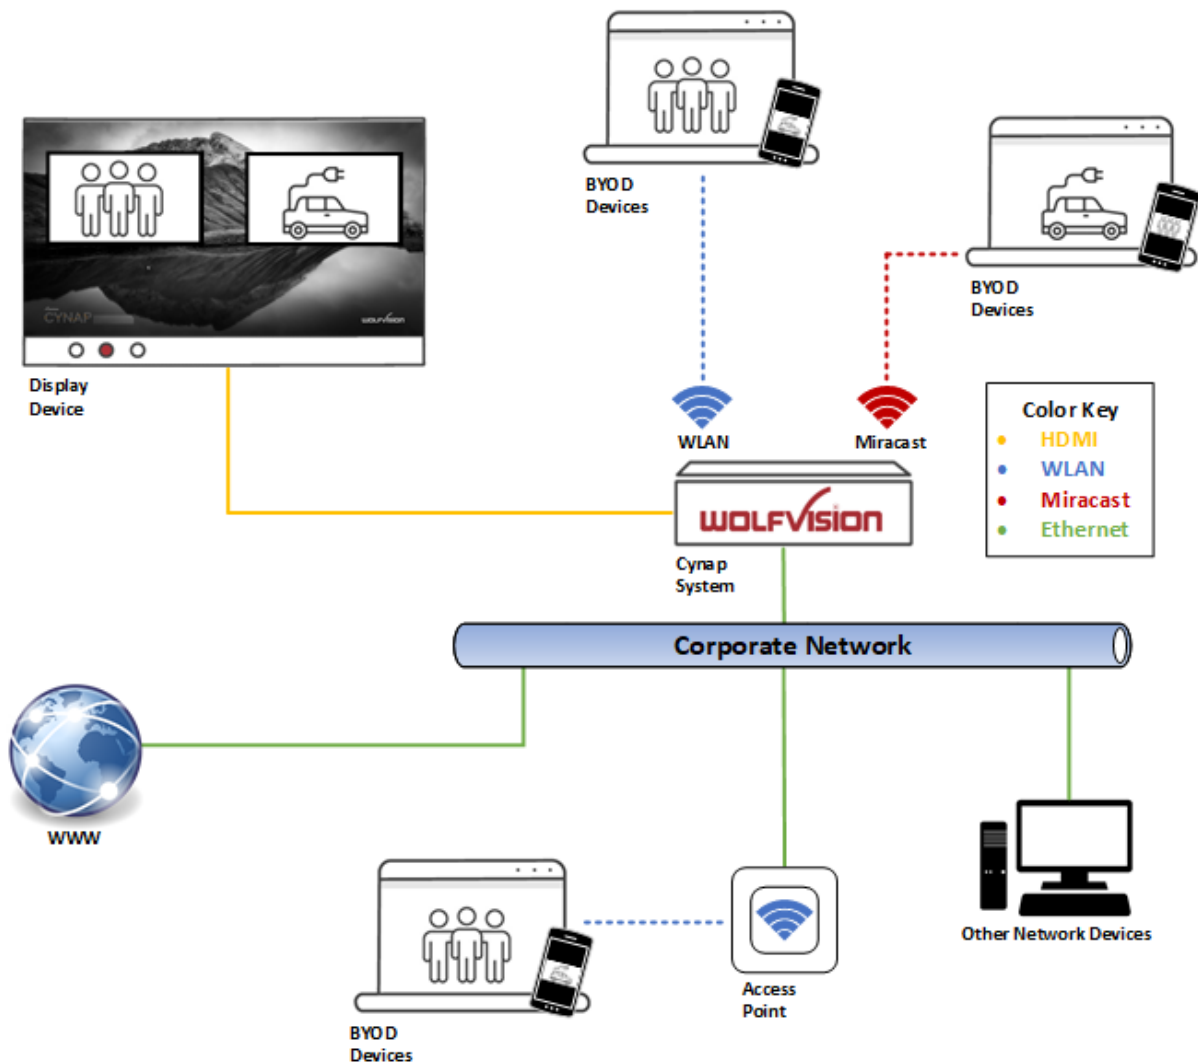 BYOD
Devices
BYOD
Devices
CYNAP
WOLFVISION
Display
Device
WLAN
Miracast
Color Key
HDMI
WLAN
Miracast
Ethernet
WOLFVISION
Cynap
System
Corporate Network
WWW
Other Network Devices
Access
Point
BYOD
Devices